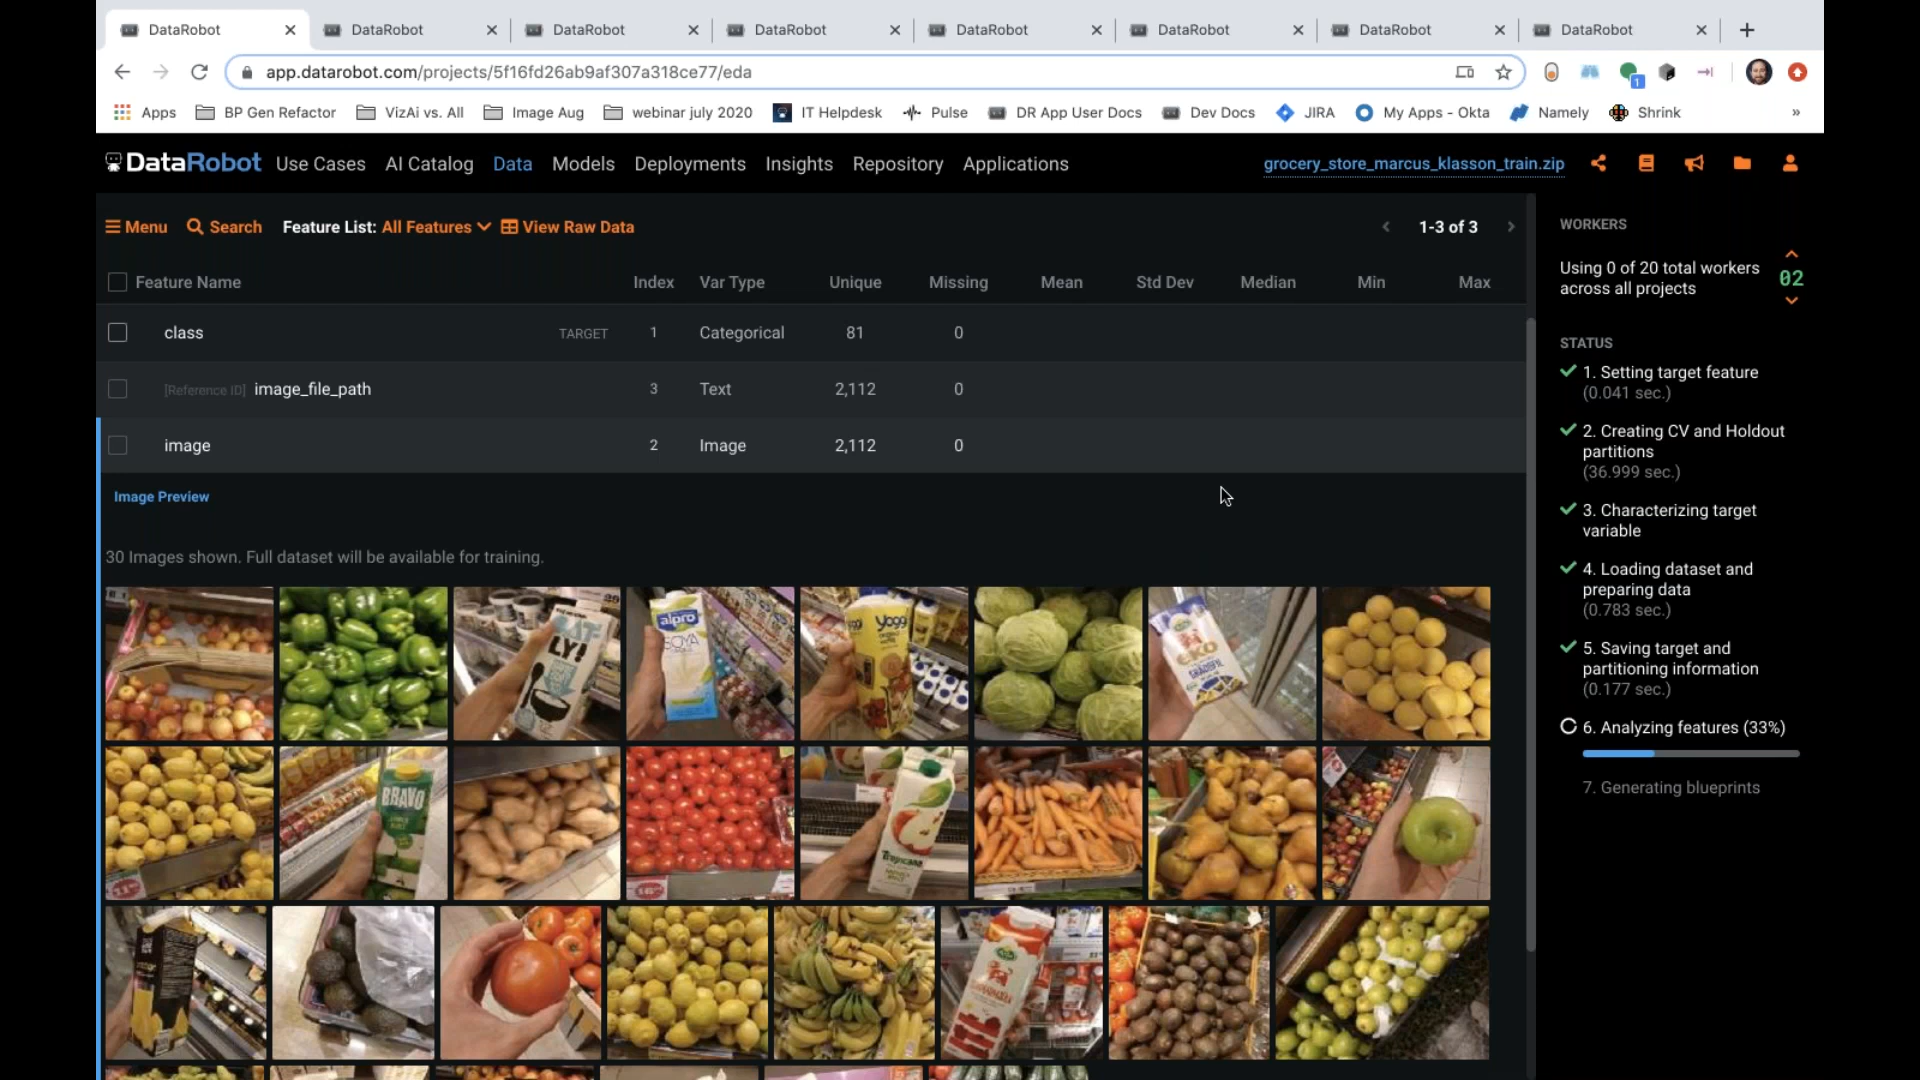 DataRobot DataRobot DataRobot DataRobot DataRobot DataRobot DataRobot DataRobot
app.datarobot.com/projects/5f16fd26ab9af307a318ce77/eda
1
Apps BP Gen Refactor VizAi vs. All Image Aug webinar july 2020 IT Helpdesk Pulse DR App User Docs Dev Docs JIRA My Apps - Okta Namely Shrink »
DataRobot Use Cases AI Catalog Data Models Deployments Insights Repository Applications grocery_store_marcus_klasson_train.zip
Menu Search Feature List: All Features View Raw Data 1-3 of 3
Feature Name Index Var Type Unique Missing Mean Std Dev Median Min Max
class TARGET 1 Categorical 81 0
[Reference ID] image_file_path 3 Text 2,112 0
image 2 Image 2,112 0
Image Preview
30 Images shown. Full dataset will be available for training.
LY!
alpro
SOYA
Yoggi
EKO
BRAVO
Tropicana
WORKERS
Using 0 of 20 total workers
across all projects
02
STATUS
1. Setting target feature
(0.041 sec.)
2. Creating CV and Holdout
partitions
(36.999 sec.)
3. Characterizing target
variable
4. Loading dataset and
preparing data
(0.783 sec.)
5. Saving target and
partitioning information
(0.177 sec.)
6. Analyzing features (33%)
7. Generating blueprints